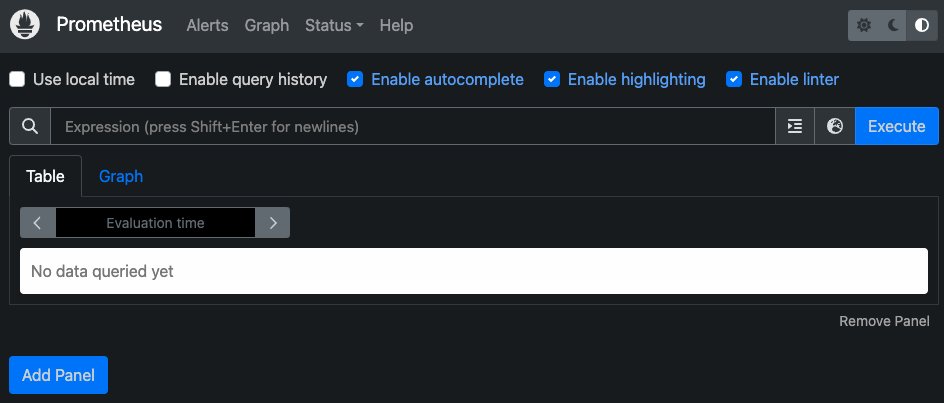 Prometheus Alerts Graph Status Help
Use local time Enable query history Enable autocomplete Enable highlighting Enable linter
Expression (press Shift+Enter for newlines) Execute
Table Graph
Evaluation time
No data queried yet
Remove Panel
Add Panel